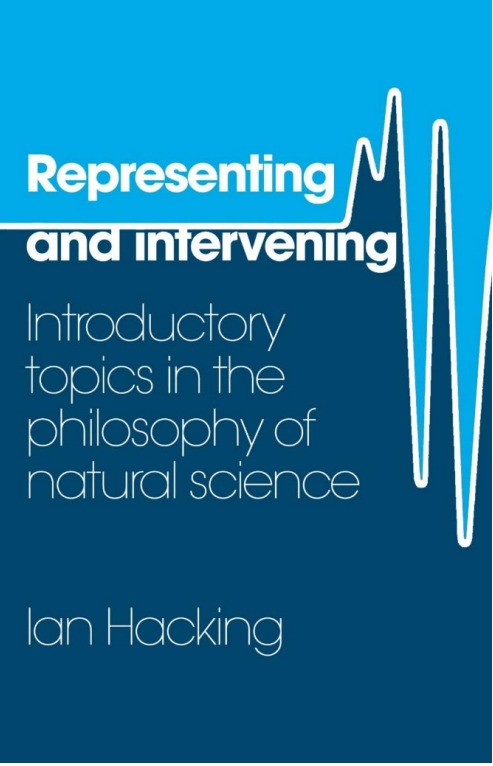 Representing
and intervening
Introductory
topics in the
philosophy of
natural science
Ian Hacking